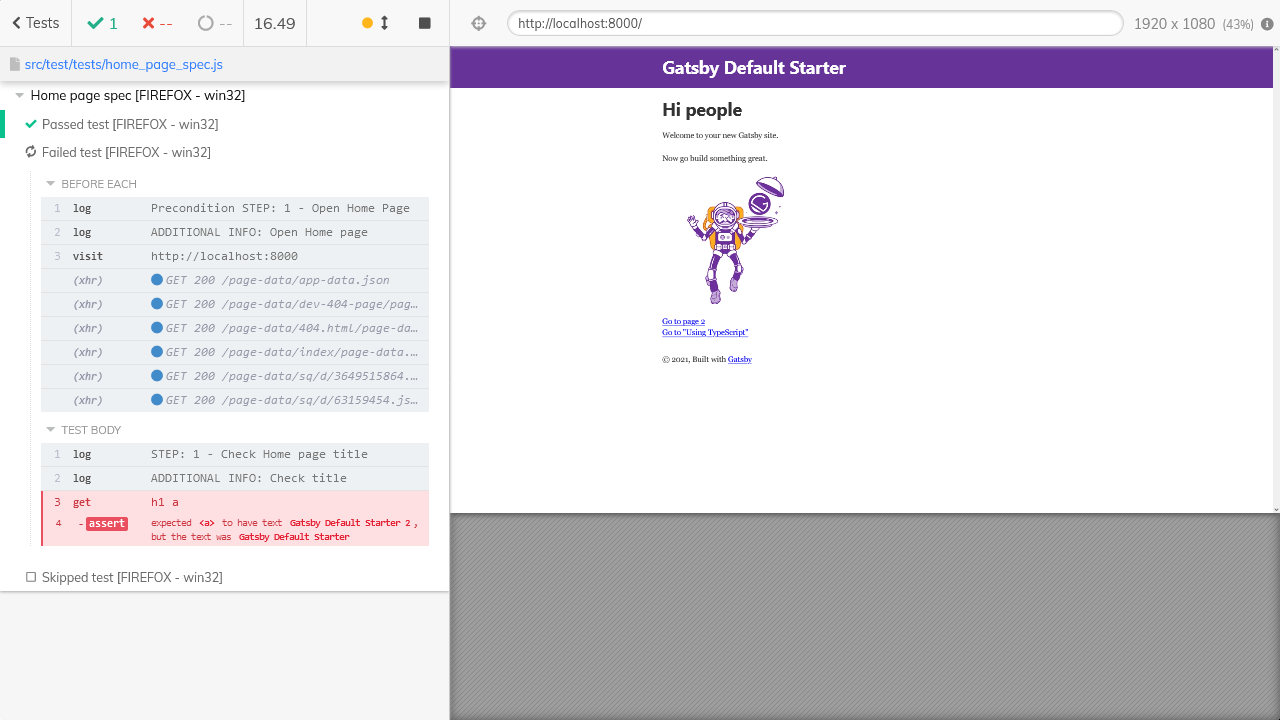 Tests
1
--
--
16.49
http://localhost:8000/
1920 x 1080 (43%)
src/test/tests/home_page_spec.js
Home page spec [FIREFOX - win32]
Passed test [FIREFOX - win32]
Failed test [FIREFOX - win32]
BEFORE EACH
1 log Precondition STEP: 1 - Open Home Page
log ADDITIONAL INFO: Open Home page
3 visit
(xhr) GET 200 /page-data/app-data.json
(xhr) GET 200 /page-data/dev-404-page/pag…
(xhr) GET 200 /page-data/404.html/page-da…
(xhr) GET 200 /page-data/index/page-data.…
(xhr) GET 200 /page-data/sq/d/3649515864.…
(xhr) GET 200 /page-data/sq/d/63159454.js…
TEST BODY
1 log STEP: 1 - Check Home page title
2 log ADDITIONAL INFO: Check title
3 get h1 a
4 -assert expected <a> to have text Gatsby Default Starter 2 ,
but the text was Gatsby Default Starter
Skipped test [FIREFOX - win32]
Gatsby Default Starter
Hi people
Welcome to your new Gatsby site.
Now go build something great.
G
Go to page 2
Go to "Using TypeScript"
© 2021, Built with Gatsby